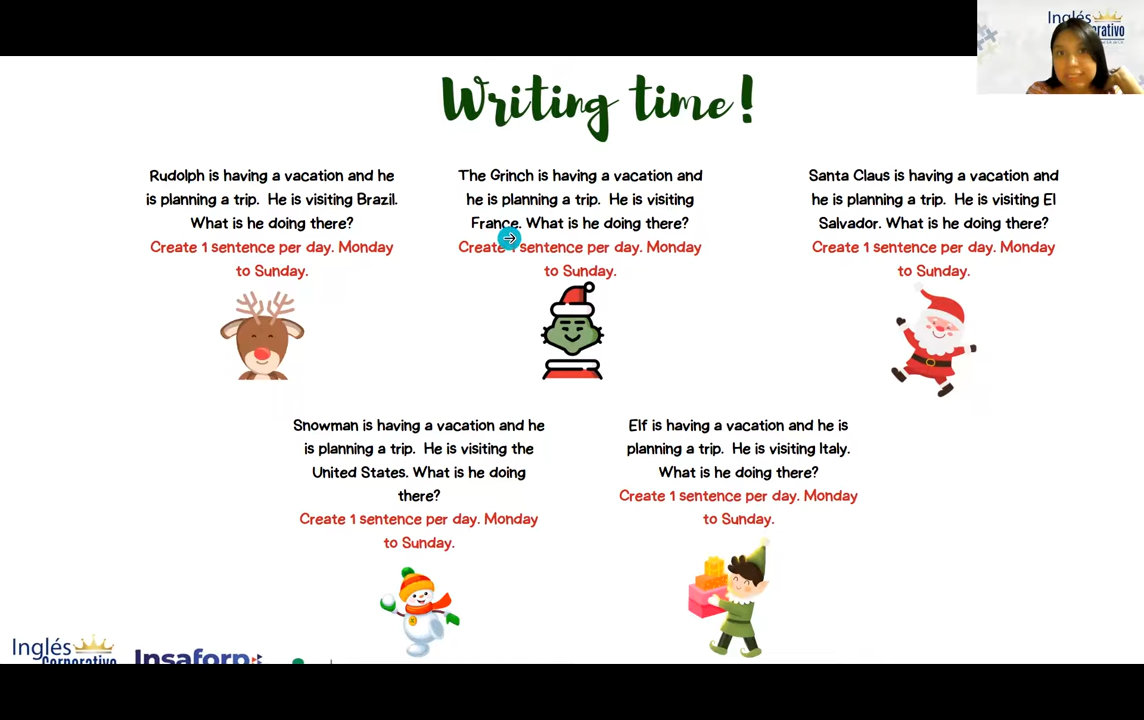 Inglés
Writing time!
Rudolph is having a vacation and he
is planning a trip. He is visiting Brazil.
What is he doing there?
Create 1 sentence per day. Monday
to Sunday.
The Grinch is having a vacation and
he is planning a trip. He is visiting
France. What is he doing there?
Create 1 sentence per day. Monday
to Sunday.
Santa Claus is having a vacation and
he is planning a trip. He is visiting El
Salvador. What is he doing there?
Create 1 sentence per day. Monday
to Sunday.
Snowman is having a vacation and he
is planning a trip. He is visiting the
United States. What is he doing
there?
Create 1 sentence per day. Monday
to Sunday.
Elf is having a vacation and he is
planning a trip. He is visiting Italy.
What is he doing there?
Create 1 sentence per day. Monday
to Sunday.
Inglés
Corporativo
Insaforp